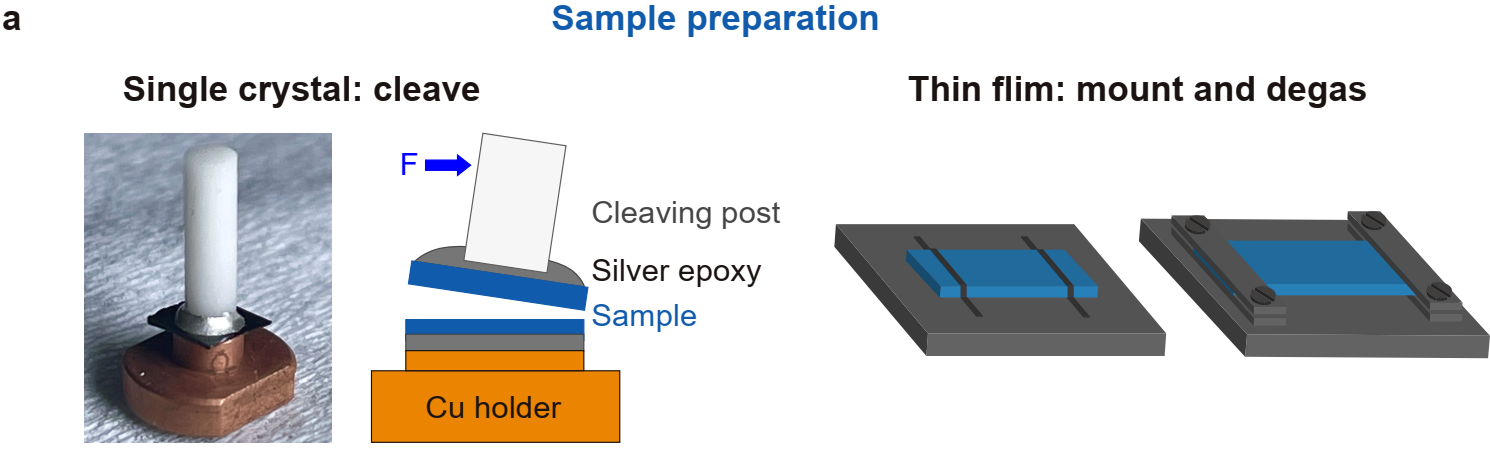 a
Sample preparation
Single crystal: cleave
Thin flim: mount and degas
F
Cleaving post
Silver epoxy
Sample
Cu holder